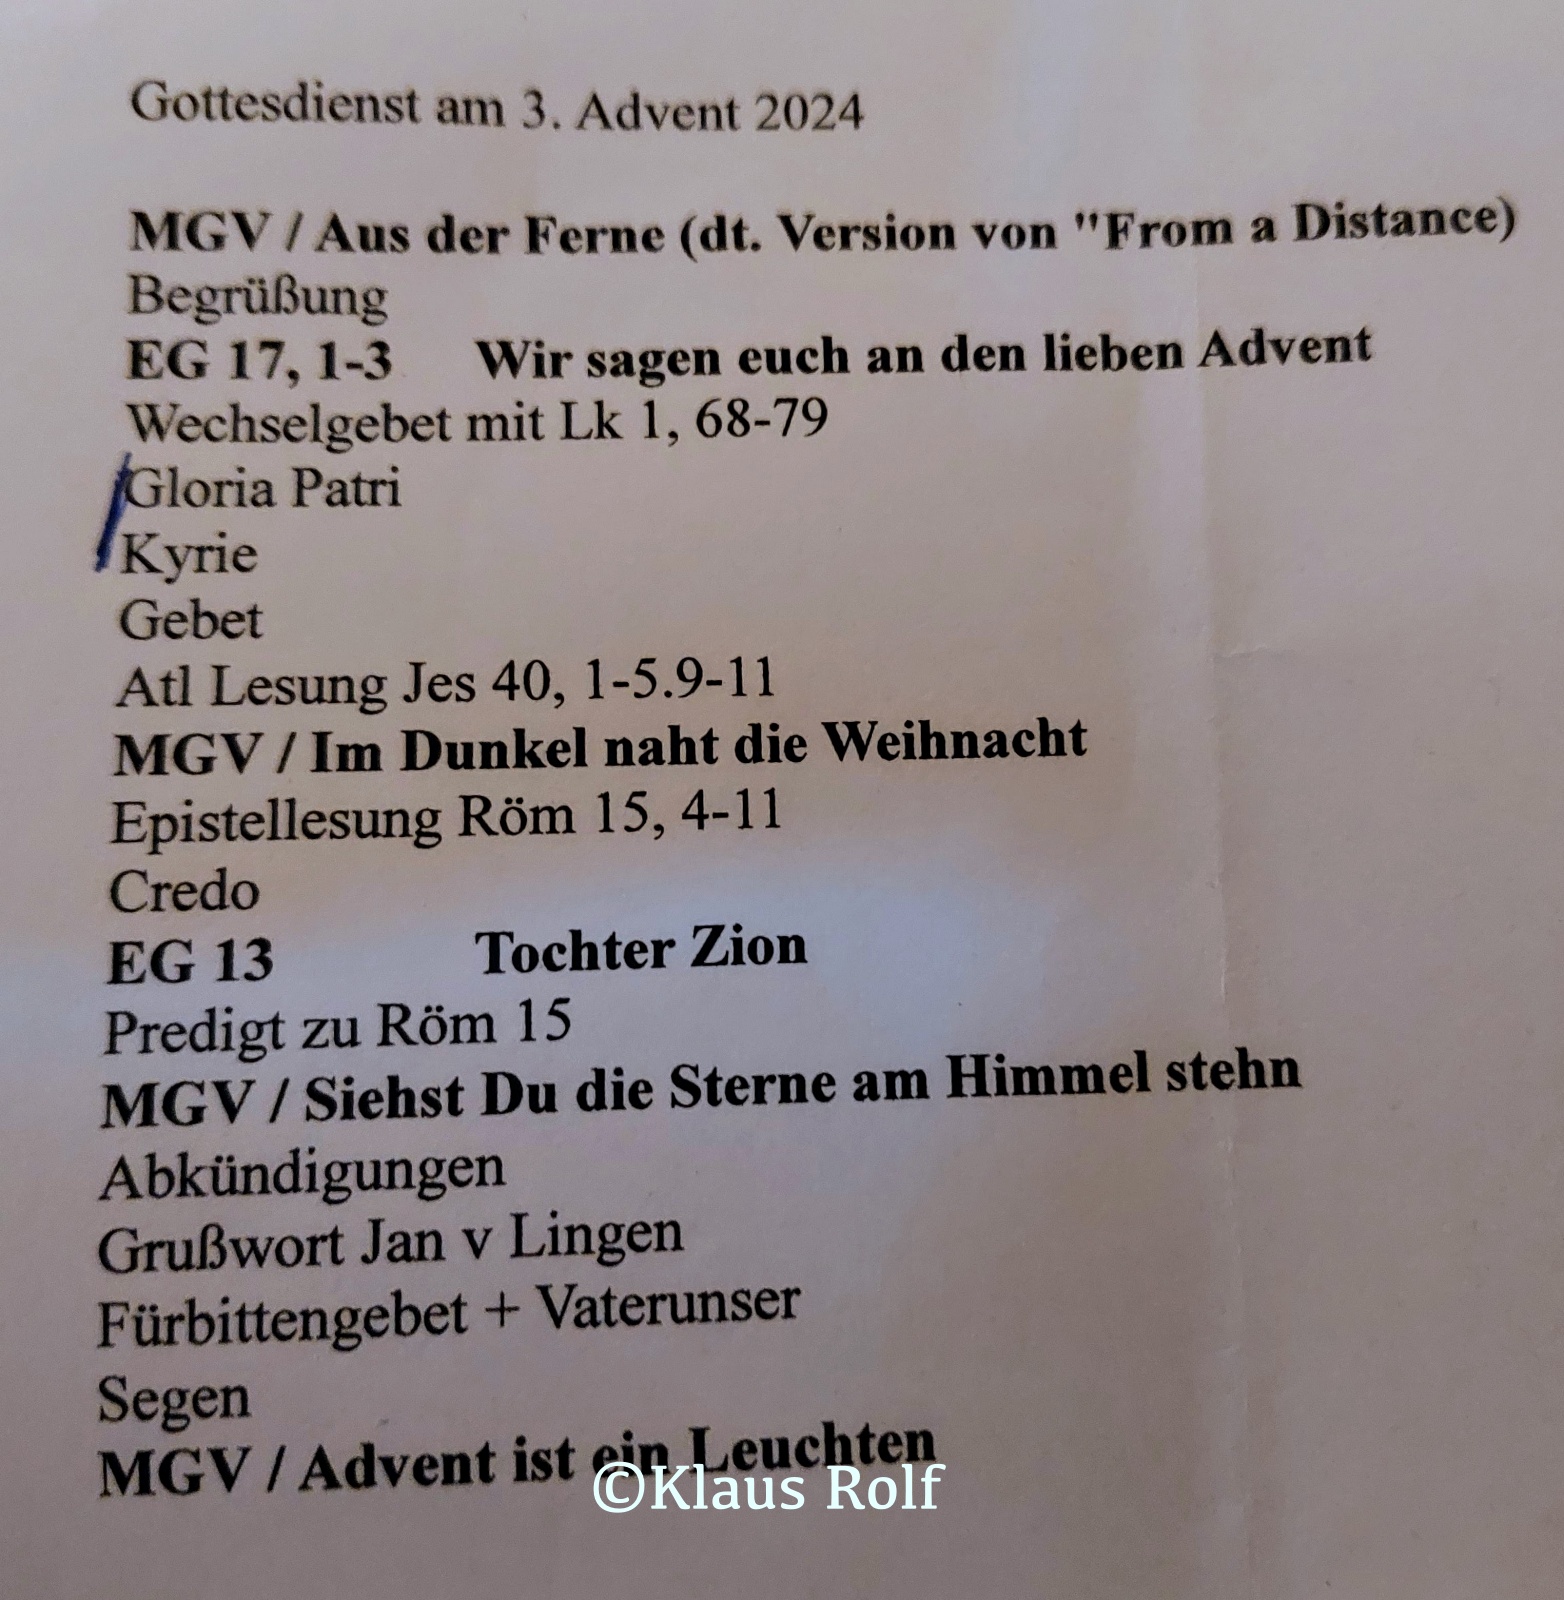 Gottesdienst am 3. Advent 2024
MGV / Aus der Ferne (dt. Version von "From a Distance)
Begrüßung
EG 17, 1-3 Wir sagen euch an den lieben Advent
Wechselgebet mit Lk 1, 68-79
Gloria Patri
Kyrie
Gebet
Atl Lesung Jes 40, 1-5.9-11
MGV / Im Dunkel naht die Weihnacht
Epistellesung Röm 15, 4-11
Credo
EG 13 Tochter Zion
Predigt zu Röm 15
MGV / Siehst Du die Sterne am Himmel stehn
Abkündigungen
Grußwort Jan v Lingen
Fürbittengebet + Vaterunser
Segen
MGV / Advent ist ein Leuchten
©Klaus Rolf